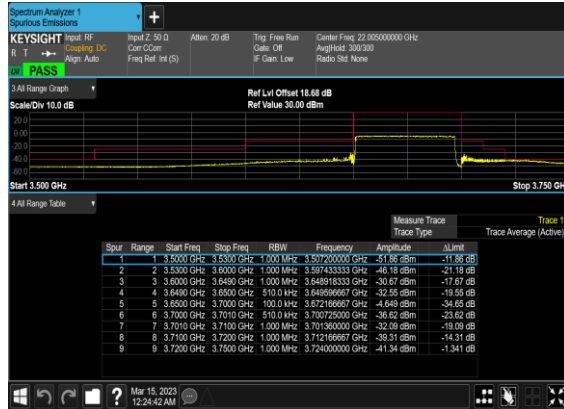 Spectrum Analyzer 1
Spurious Emissions
KEYSIGHT Input: RF Input Z: 50 Ω Atten: 20 dB Trig: Free Run Center Freq: 22.005000000 GHz
R T Coupling: DC Corr CCorr Gate: Off Avg|Hold: 300/300
Align: Auto Freq Ref: Int (S) IF Gain: Low Radio Std: None
PASS
3 All Range Graph
Ref Lvl Offset 18.68 dB
Scale/Div 10.0 dB Ref Value 30.00 dBm
20.0
0.00
-20.0
-40.0
-60.0
Start 3.500 GHz Stop 3.750 GH
4 All Range Table
Measure Trace Trace 1
Trace Type Trace Average (Active)
Spur Range Start Freq Stop Freq RBW Frequency Amplitude ΔLimit
1 1 3.5000 GHz 3.5300 GHz 1.000 MHz 3.507200000 GHz -51.86 dBm -11.86 dB
2 2 3.5300 GHz 3.6000 GHz 1.000 MHz 3.597433333 GHz -46.18 dBm -21.18 dB
3 3 3.6000 GHz 3.6490 GHz 1.000 MHz 3.648918333 GHz -30.67 dBm -17.67 dB
4 4 3.6490 GHz 3.6500 GHz 510.0 kHz 3.649596667 GHz -32.55 dBm -19.55 dB
5 5 3.6500 GHz 3.7000 GHz 100.0 kHz 3.672166667 GHz -4.649 dBm -34.65 dB
6 6 3.7000 GHz 3.7010 GHz 510.0 kHz 3.700725000 GHz -36.62 dBm -23.62 dB
7 7 3.7010 GHz 3.7100 GHz 1.000 MHz 3.701360000 GHz -32.09 dBm -19.09 dB
8 8 3.7100 GHz 3.7200 GHz 1.000 MHz 3.712166667 GHz -39.31 dBm -14.31 dB
9 9 3.7200 GHz 3.7500 GHz 1.000 MHz 3.724000000 GHz -41.34 dBm -1.341 dB
Mar 15, 2023
12:24:42 AM